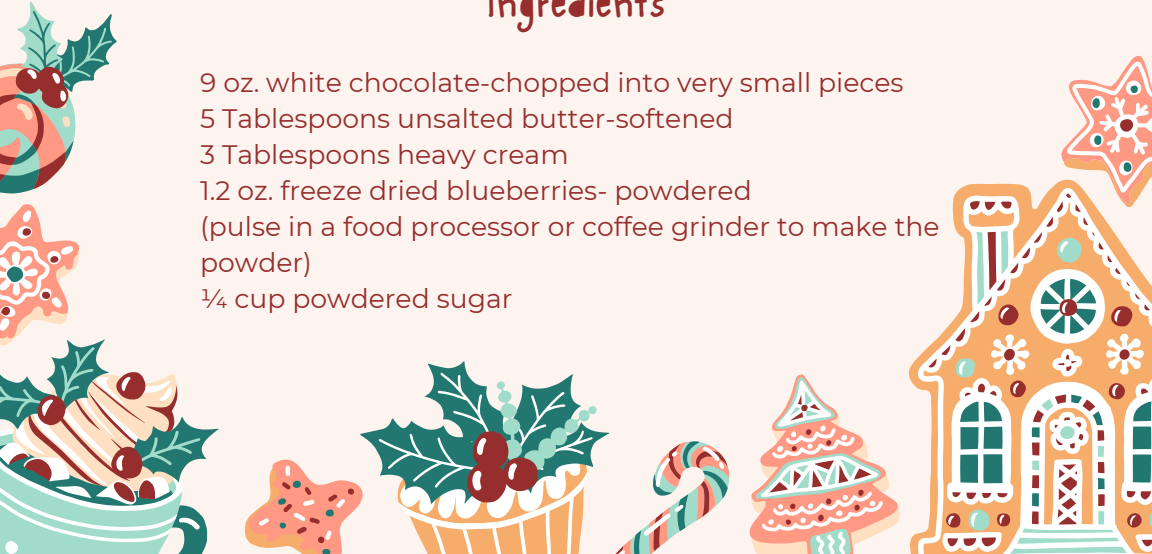 Ingredients
9 oz. white chocolate-chopped into very small pieces
5 Tablespoons unsalted butter-softened
3 Tablespoons heavy cream
1.2 oz. freeze dried blueberries- powdered
(pulse in a food processor or coffee grinder to make the
powder)
¼ cup powdered sugar